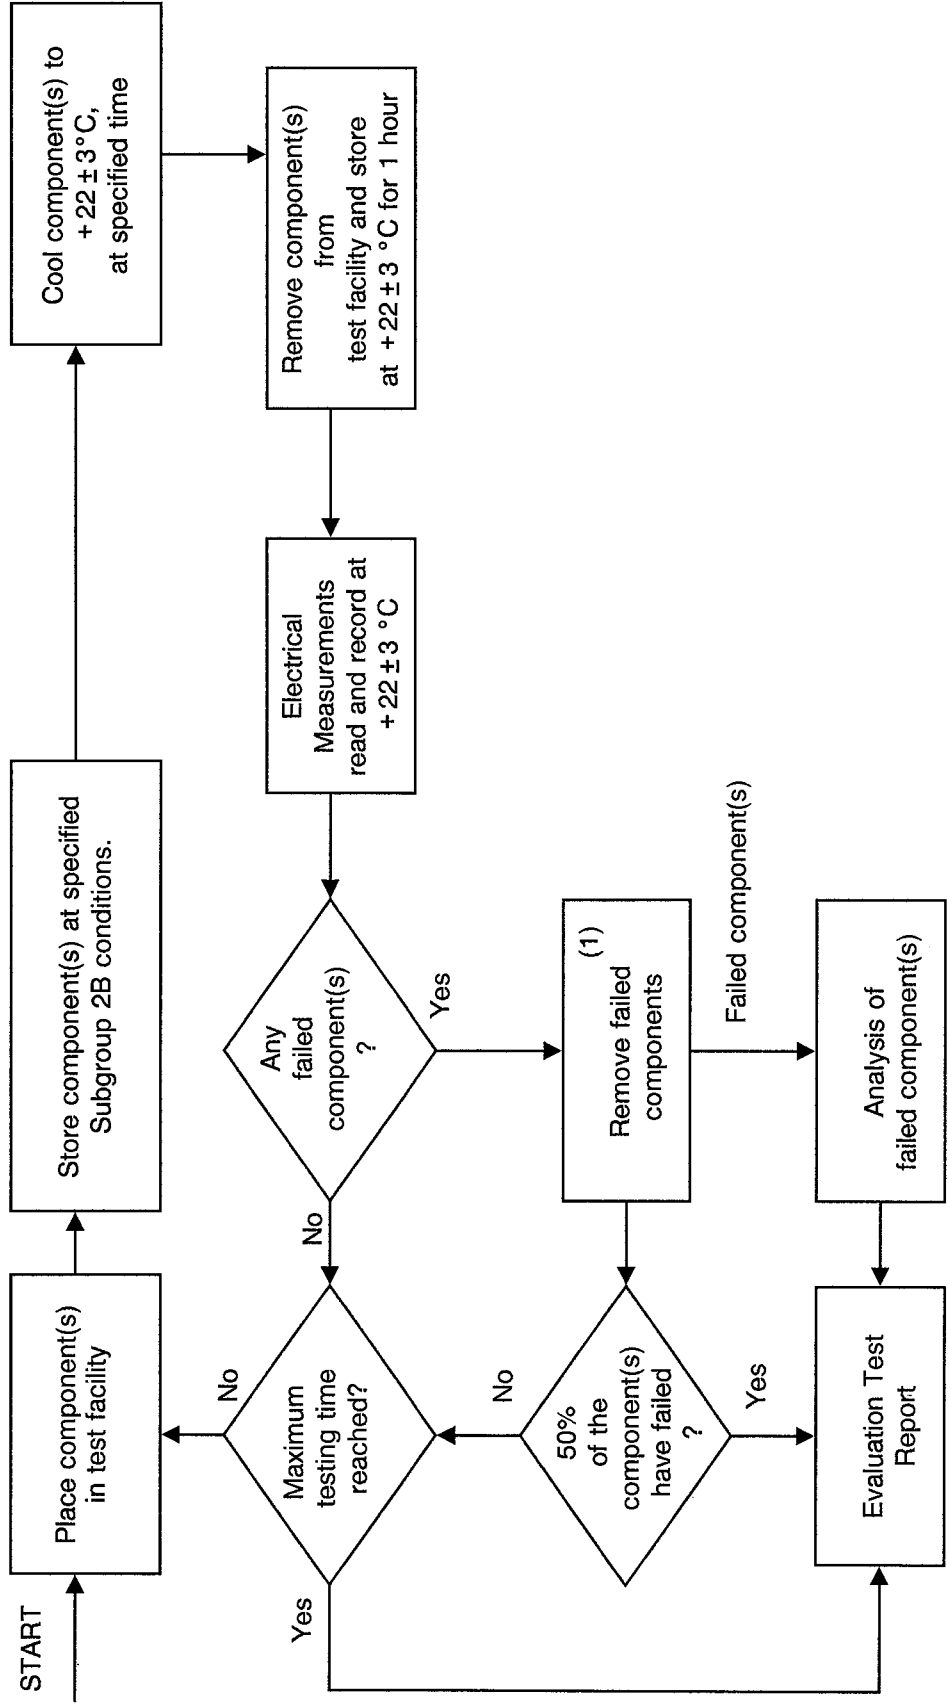 START
Place component(s)
in test facility
Store component(s) at specified
Subgroup 2B conditions.
Cool component(s) to
+22±3°C,
at specified time
Remove component(s)
from
test facility and store
at +22±3 °C for 1 hour
Electrical
Measurements
read and record at
+22±3 °C
Any
failed
component(s)
?
No
Yes
Maximum
testing time
reached?
No
Yes
(1)
Remove failed
components
Failed component(s)
50%
of the
component(s)
have failed
?
No
Yes
Analysis of
failed component(s)
Evaluation Test
Report